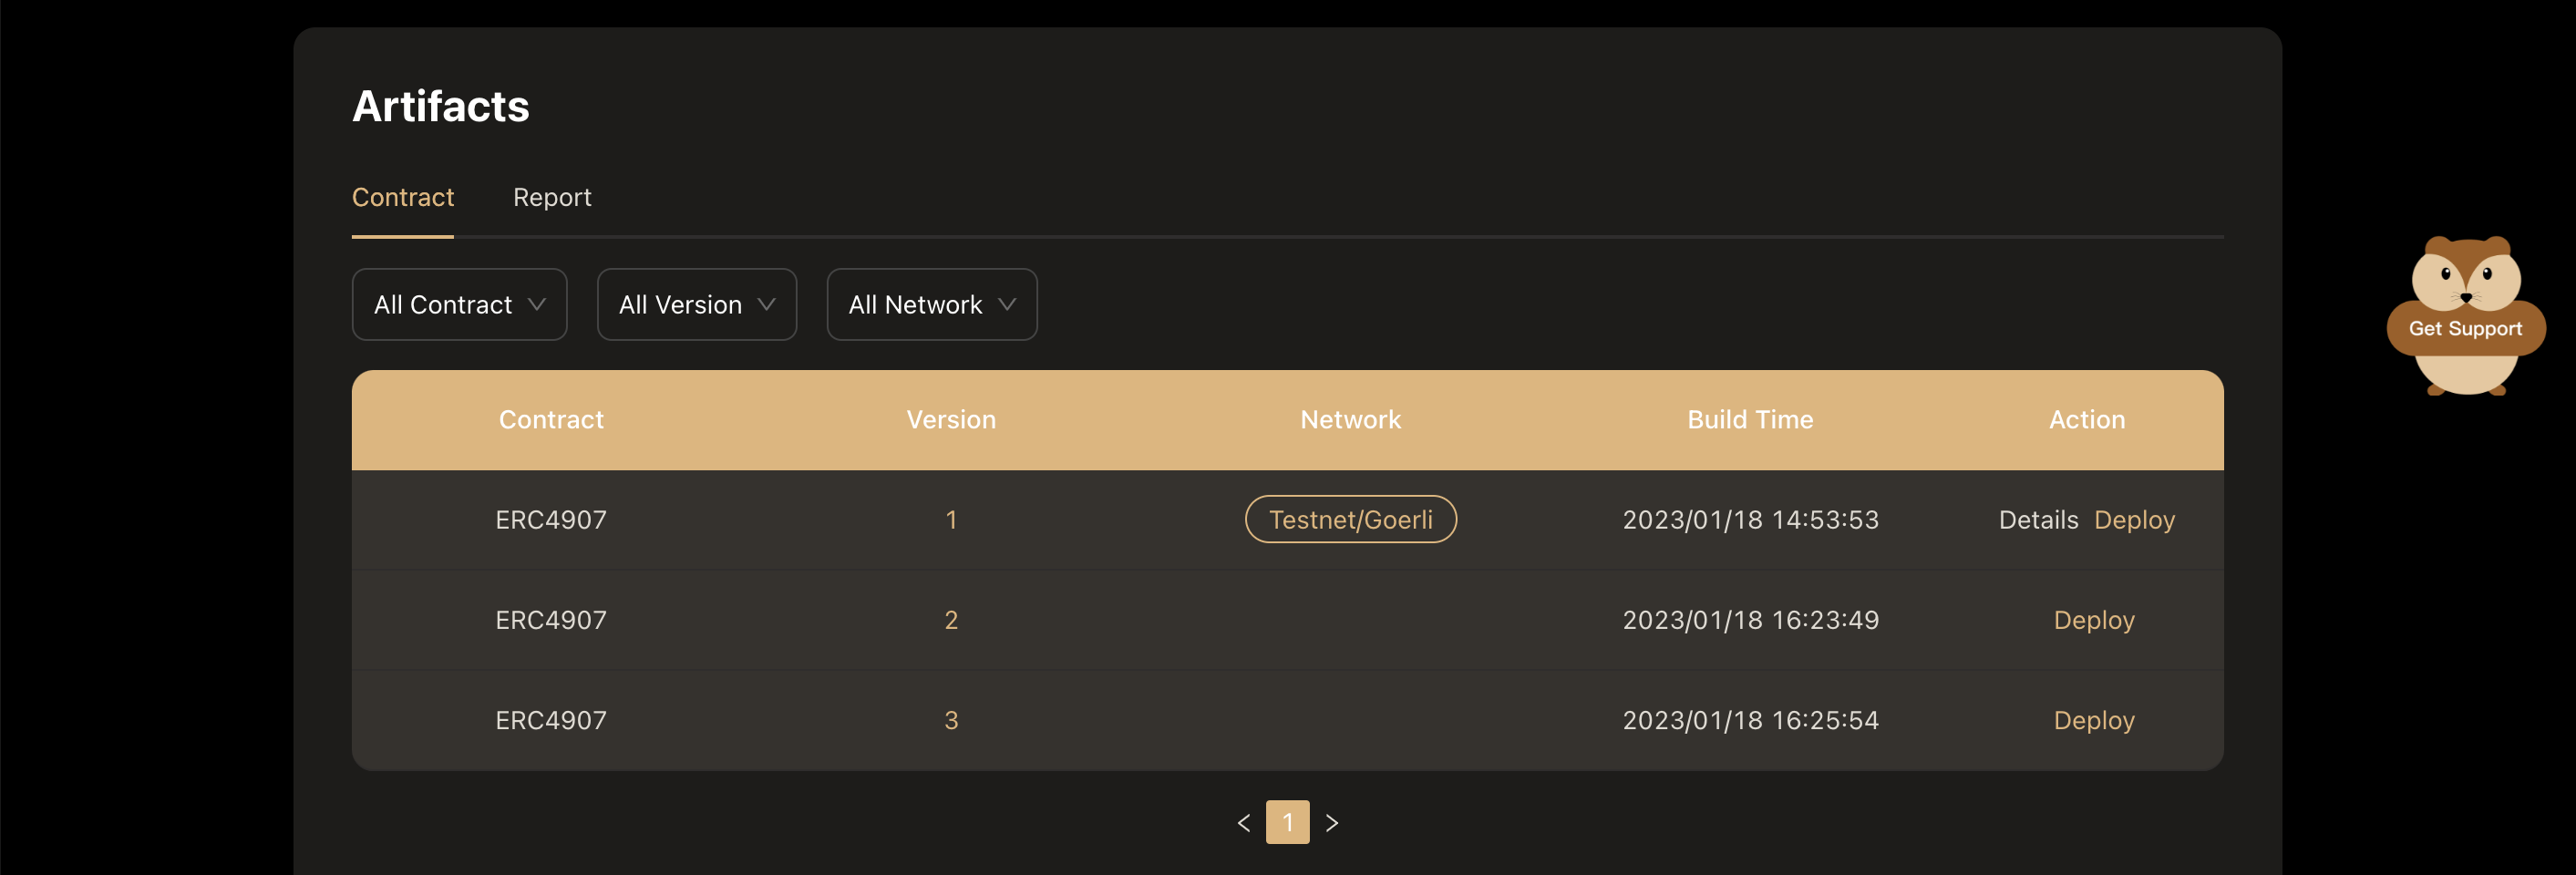 Artifacts
Contract Report
All Contract All Version All Network
Get Support
Contract Version Network Build Time Action
ERC4907 1 Testnet/Goerli 2023/01/18 14:53:53 Details Deploy
ERC4907 2 2023/01/18 16:23:49 Deploy
ERC4907 3 2023/01/18 16:25:54 Deploy
< 1 >